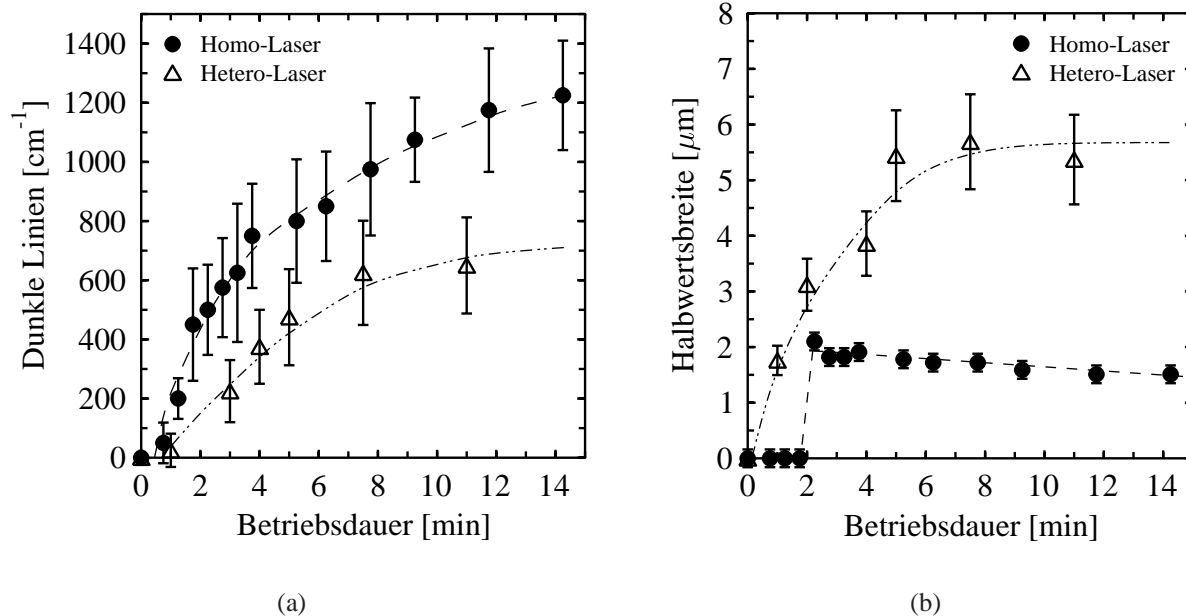 1400
1200
1000
800
600
400
200
0
Dunkle Linien [cm⁻¹]
Homo-Laser
Hetero-Laser
0 2 4 6 8 10 12 14
Betriebsdauer [min]
(a)
8
7
6
5
4
3
2
1
0
Halbwertsbreite [µm]
Homo-Laser
Hetero-Laser
0 2 4 6 8 10 12 14
Betriebsdauer [min]
(b)